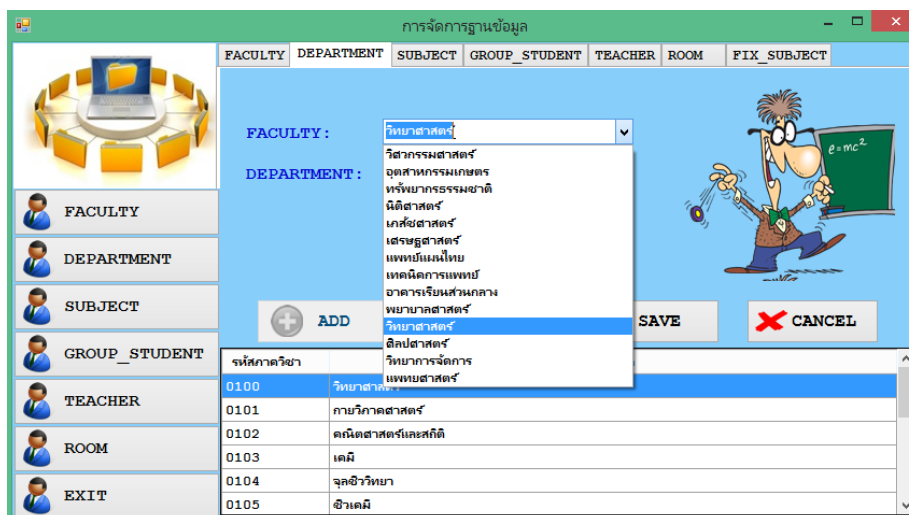 การจัดการฐานข้อมูล
FACULTY DEPARTMENT SUBJECT GROUP_STUDENT TEACHER ROOM FIX_SUBJECT
FACULTY : วิทยาศาสตร์
DEPARTMENT :
วิศวกรรมศาสตร์
อุตสาหกรรมเกษตร
ทรัพยากรธรรมชาติ
นิติศาสตร์
เภสัชศาสตร์
เศรษฐศาสตร์
แพทย์แผนไทย
เทคนิคการแพทย์
อาคารเรียนส่วนกลาง
พยาบาลศาสตร์
วิทยาศาสตร์
ศิลปศาสตร์
วิทยาการจัดการ
แพทยศาสตร์
e=mc2
ADD SAVE CANCEL
FACULTY
DEPARTMENT
SUBJECT
GROUP_STUDENT
TEACHER
ROOM
EXIT
รหัสภาควิชา
0100
0101 กายวิภาคศาสตร์
0102 คณิตศาสตร์และสถิติ
0103 เคมี
0104 จุลชีววิทยา
0105 ชีวเคมี